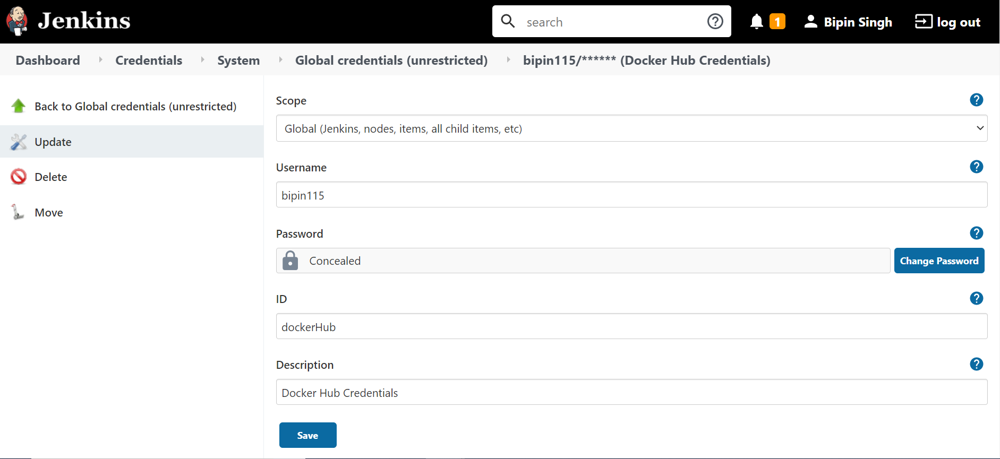 Jenkins
search
1
Bipin Singh
log out
Dashboard
Credentials
System
Global credentials (unrestricted)
bipin115/****** (Docker Hub Credentials)
Back to Global credentials (unrestricted)
Update
Delete
Move
Scope
Global (Jenkins, nodes, items, all child items, etc)
Username
bipin115
Password
Concealed
Change Password
ID
dockerHub
Description
Docker Hub Credentials
Save